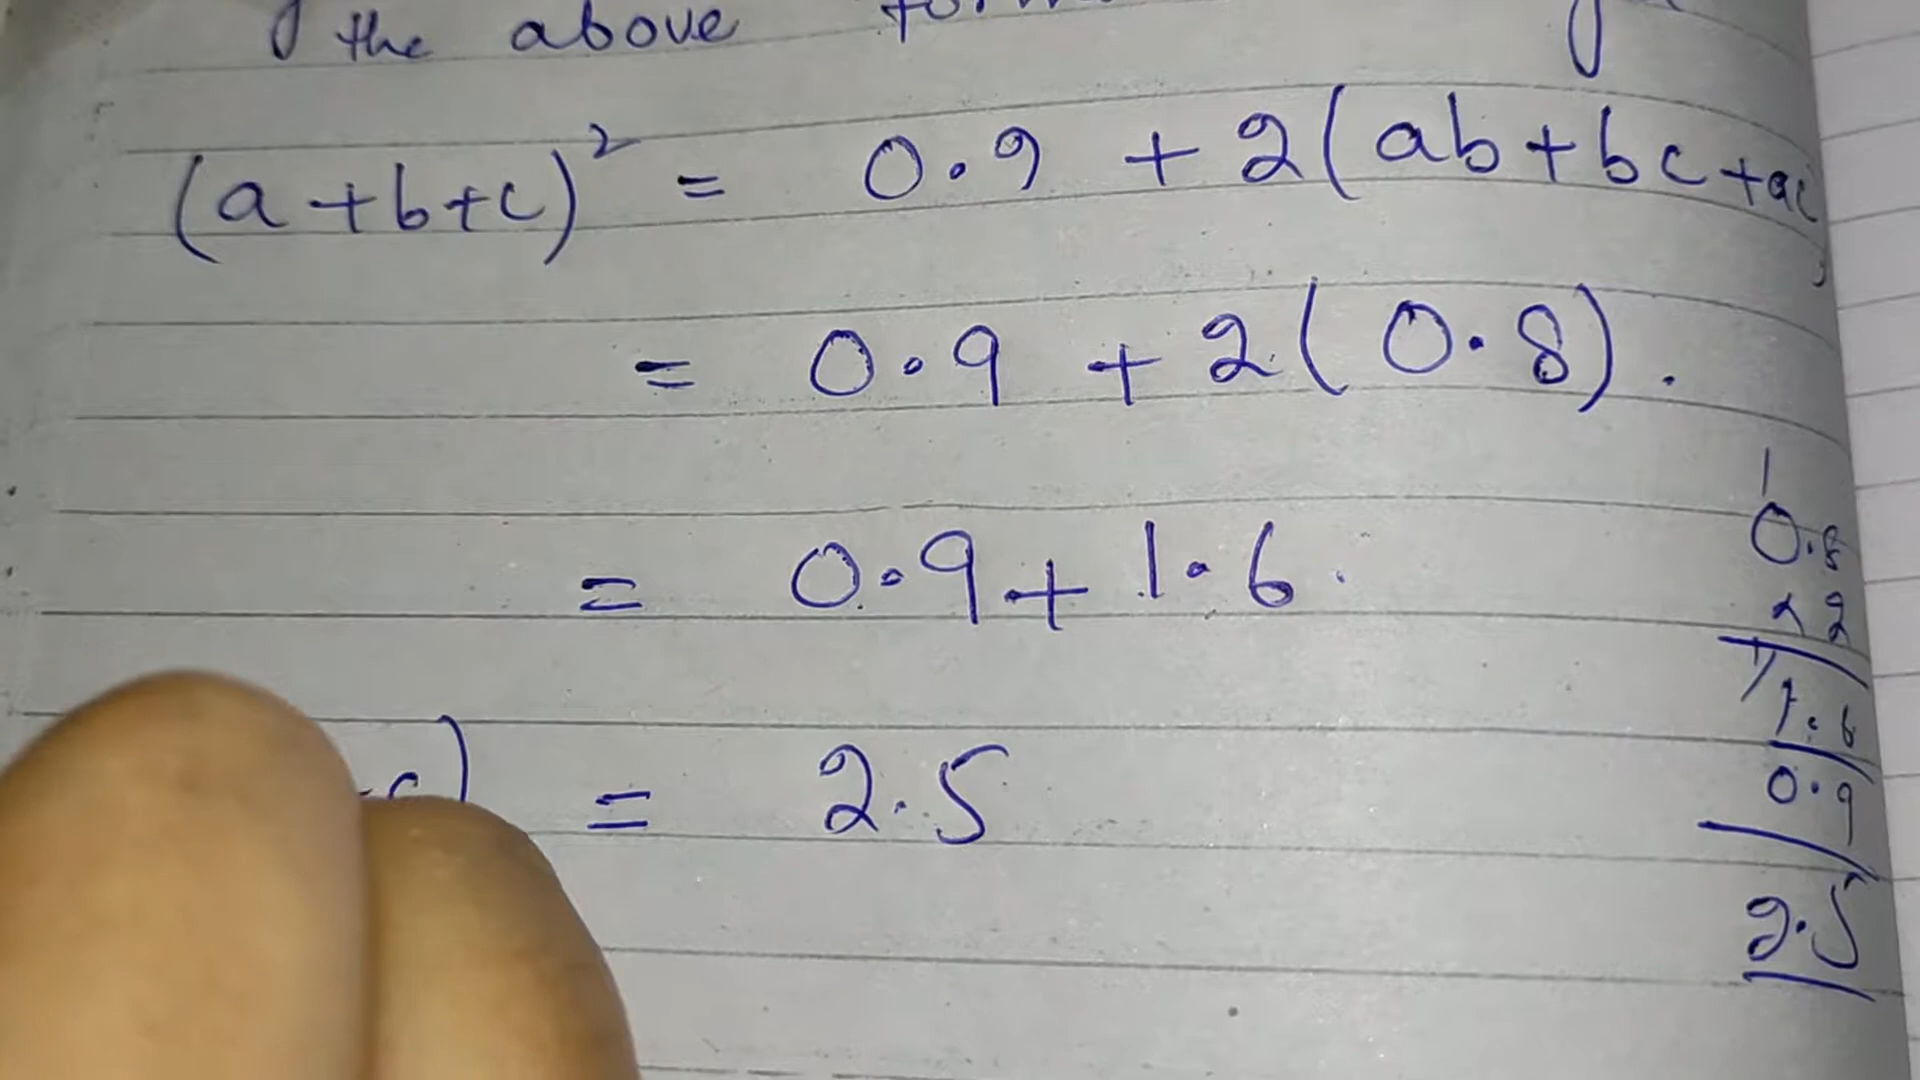 the above
(a+b+c)² = 0.9 + 2(ab+bc+ac)
= 0.9 + 2(0.8).
= 0.9 + 1.6.
c) = 2.5
1
0.8
× 2
1.6
0.9
2.5